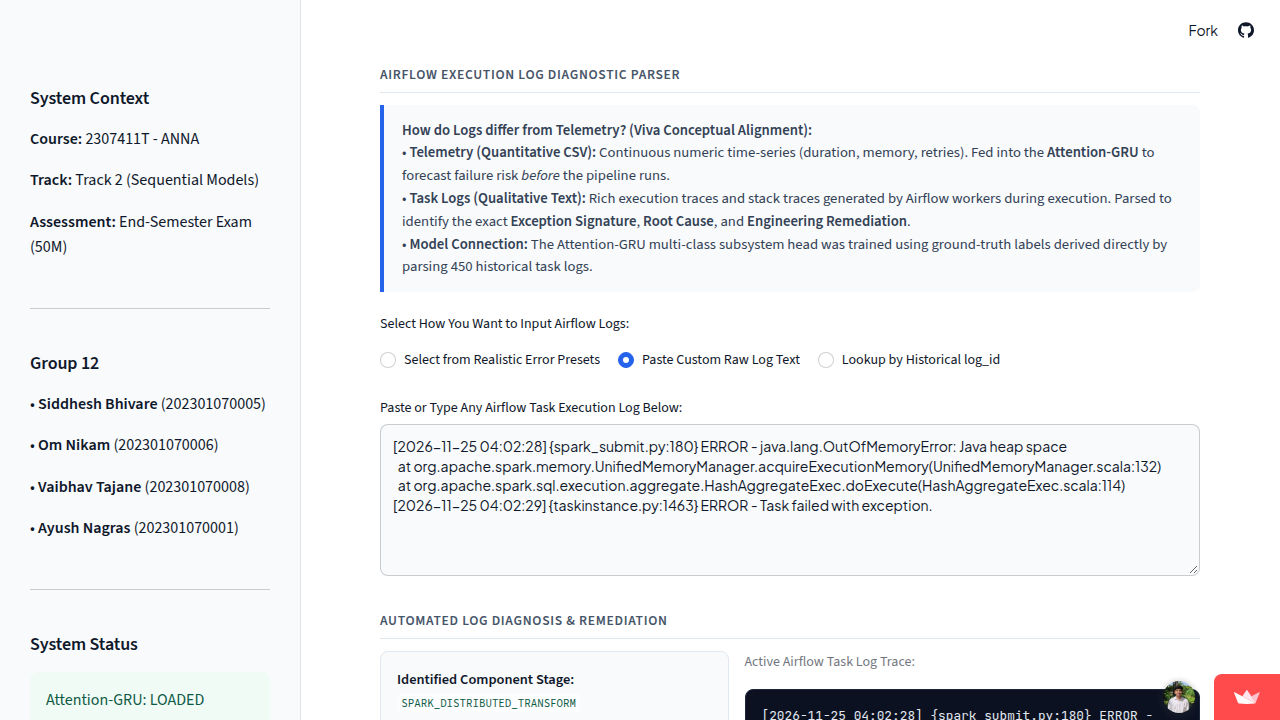 Fork
System Context
Course: 2307411T - ANNA
Track: Track 2 (Sequential Models)
Assessment: End-Semester Exam
(50M)
Group 12
• Siddhesh Bhivare (202301070005)
• Om Nikam (202301070006)
• Vaibhav Tajane (202301070008)
• Ayush Nagras (202301070001)
System Status
Attention-GRU: LOADED
AIRFLOW EXECUTION LOG DIAGNOSTIC PARSER
How do Logs differ from Telemetry? (Viva Conceptual Alignment):
• Telemetry (Quantitative CSV): Continuous numeric time-series (duration, memory, retries). Fed into the Attention-GRU to
forecast failure risk before the pipeline runs.
• Task Logs (Qualitative Text): Rich execution traces and stack traces generated by Airflow workers during execution. Parsed to
identify the exact Exception Signature, Root Cause, and Engineering Remediation.
• Model Connection: The Attention-GRU multi-class subsystem head was trained using ground-truth labels derived directly by
parsing 450 historical task logs.
Select How You Want to Input Airflow Logs:
Select from Realistic Error Presets
Paste Custom Raw Log Text
Lookup by Historical log_id
Paste or Type Any Airflow Task Execution Log Below:
[2026-11-25 04:02:28] {spark_submit.py:180} ERROR - java.lang.OutOfMemoryError: Java heap space
at org.apache.spark.memory.UnifiedMemoryManager.acquireExecutionMemory(UnifiedMemoryManager.scala:132)
at org.apache.spark.sql.execution.aggregate.HashAggregateExec.doExecute(HashAggregateExec.scala:114)
[2026-11-25 04:02:29] {taskinstance.py:1463} ERROR - Task failed with exception.
AUTOMATED LOG DIAGNOSIS & REMEDIATION
Identified Component Stage:
SPARK_DISTRIBUTED_TRANSFORM
Active Airflow Task Log Trace:
[2026-11-25 04:02:28] {spark_submit.py:180} ERROR -